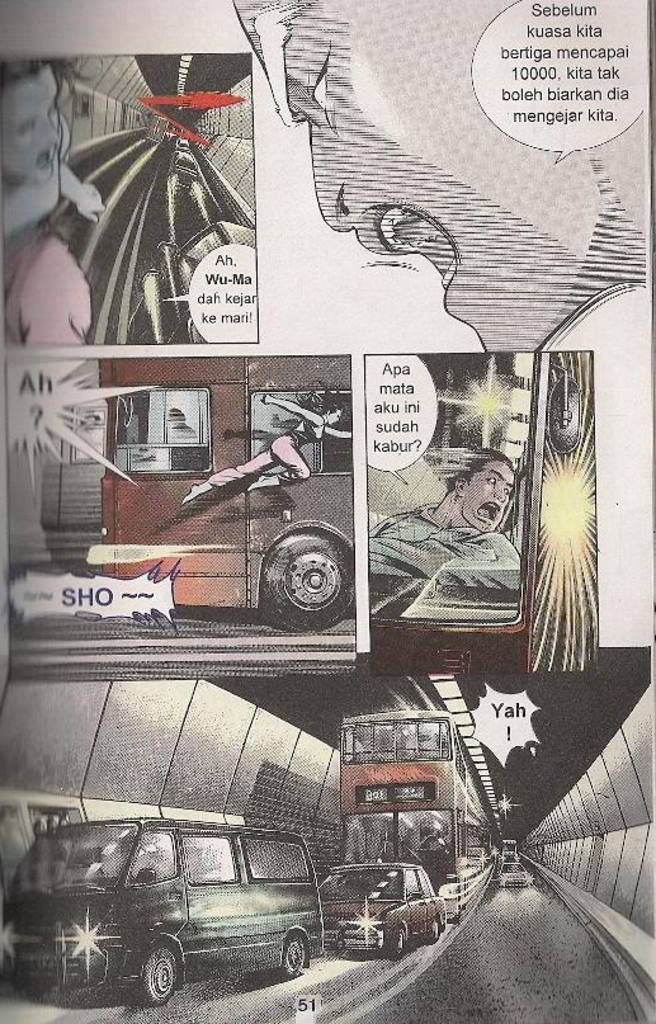 Sebelum
kuasa kita
bertiga mencapai
10000, kita tak
boleh biarkan dia
mengejar kita.
Ah,
Wu-Ma
dah kejar
ke mari!
Ah
?
~~ SHO ~~
Apa
mata
aku ini
sudah
kabur?
Yah
!
51